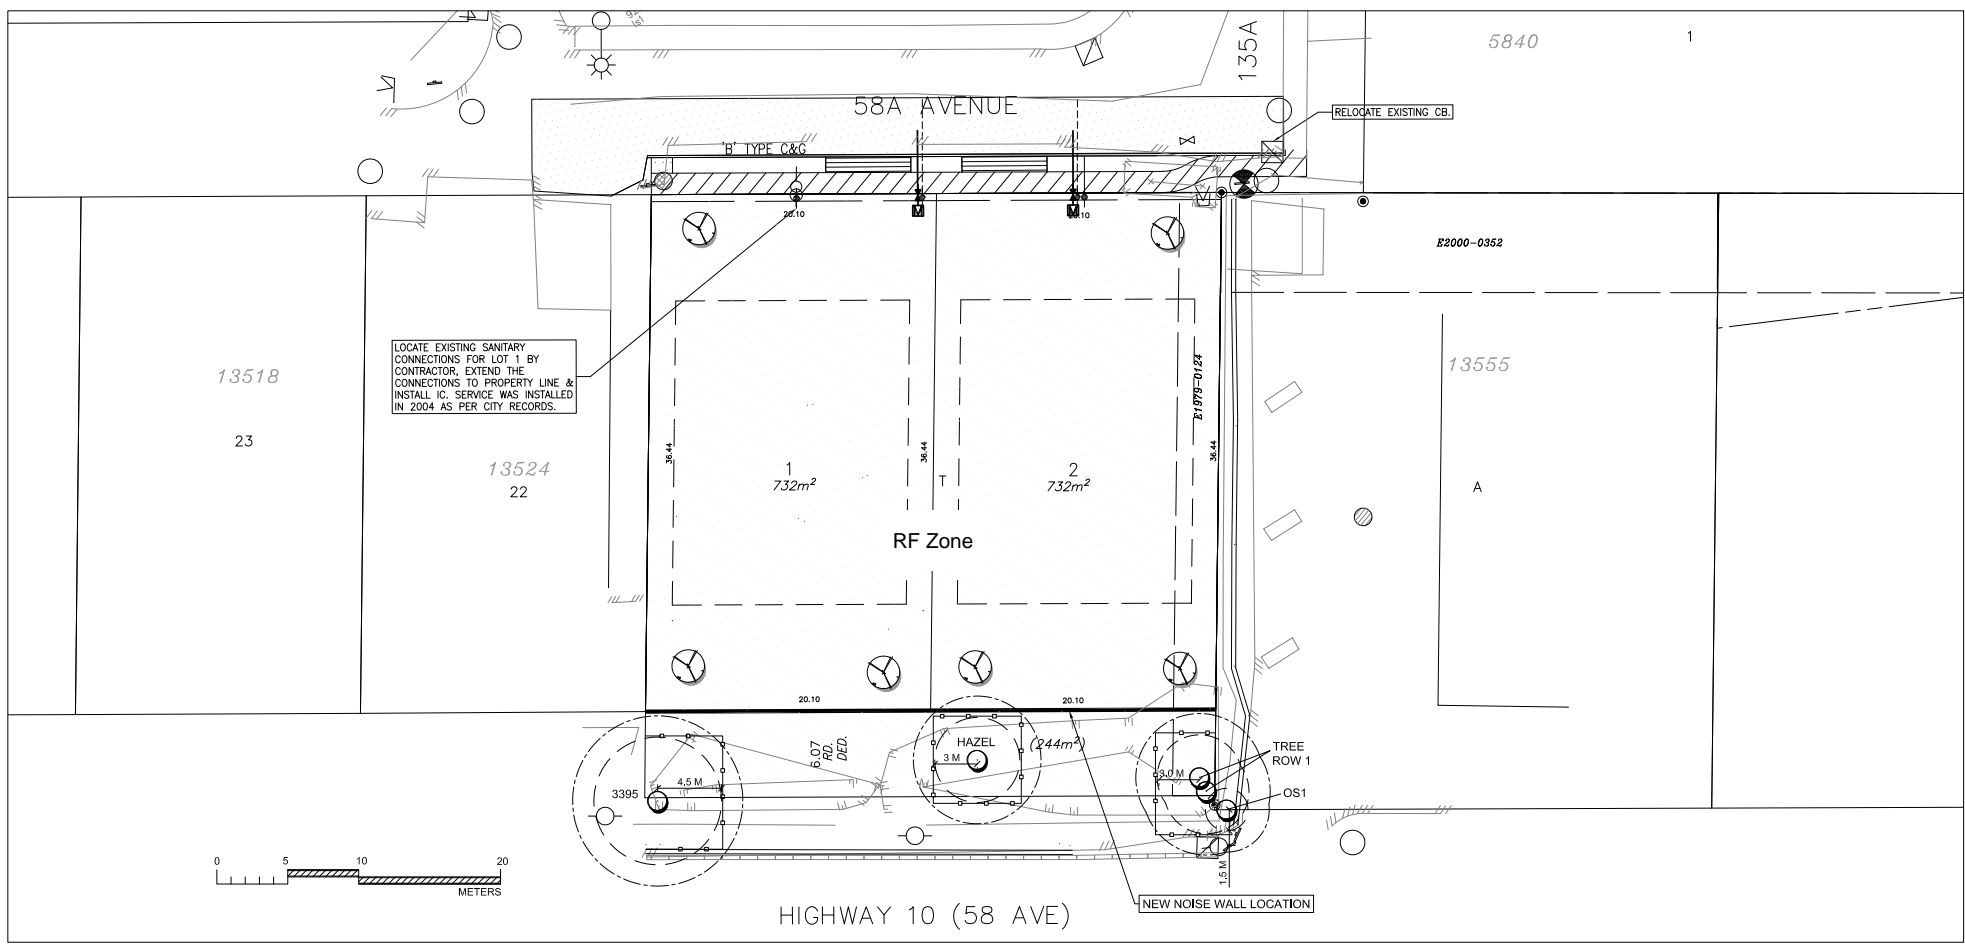 5840
1
135A
58A AVENUE
RELOCATE EXISTING CB.
'B' TYPE C&G
20.10
20.10
E2000-0352
LOCATE EXISTING SANITARY
CONNECTIONS FOR LOT 1 BY
CONTRACTOR, EXTEND THE
CONNECTIONS TO PROPERTY LINE &
INSTALL IC. SERVICE WAS INSTALLED
IN 2004 AS PER CITY RECORDS.
13518
23
13524
22
36.44
1
732m²
36.44
T
2
732m²
E1979-0124
36.44
13555
A
RF Zone
20.10
20.10
6.07
RD.
DED.
HAZEL
3 M
(244m²)
3395
4.5 M
3.0 M
TREE
ROW 1
OS1
1.5 M
0 5 10 20
METERS
NEW NOISE WALL LOCATION
HIGHWAY 10 (58 AVE)